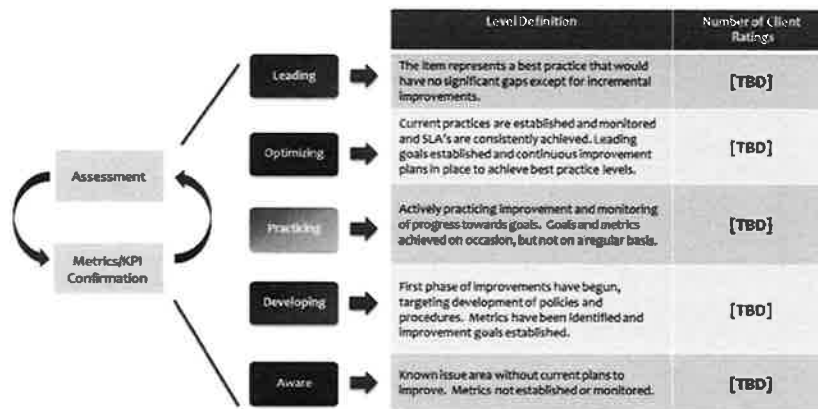 Level Definition
Number of Client
Ratings
Leading
The item represents a best practice that would
have no significant gaps except for incremental
improvements.
[TBD]
Optimizing
Current practices are established and monitored
and SLA's are consistently achieved. Leading
goals established and continuous improvement
plans in place to achieve best practice levels.
[TBD]
Assessment
Practicing
Actively practicing improvement and monitoring
of progress towards goals. Goals and metrics
achieved on occasion, but not on a regular basis.
[TBD]
Metrics/KPI
Confirmation
Developing
First phase of improvements have begun,
targeting development of policies and
procedures. Metrics have been identified and
improvement goals established.
[TBD]
Aware
Known issue area without current plans to
improve. Metrics not established or monitored.
[TBD]